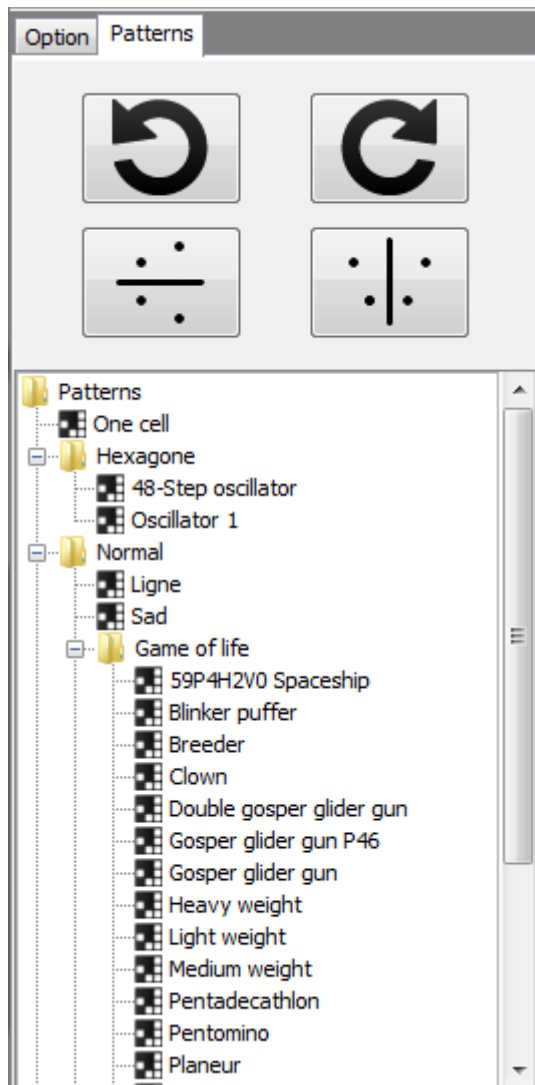 Option Patterns
Patterns
One cell
Hexagone
48-Step oscillator
Oscillator 1
Normal
Ligne
Sad
Game of life
59P4H2V0 Spaceship
Blinker puffer
Breeder
Clown
Double gosper glider gun
Gosper glider gun P46
Gosper glider gun
Heavy weight
Light weight
Medium weight
Pentadecathlon
Pentomino
Planeur